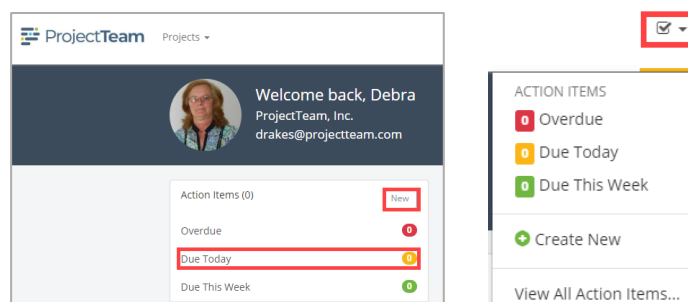 ProjectTeam Projects
Welcome back, Debra
ProjectTeam, Inc.
drakes@projectteam.com
Action Items (0) New
Overdue 0
Due Today 0
Due This Week 0
ACTION ITEMS
0 Overdue
0 Due Today
0 Due This Week
Create New
View All Action Items...